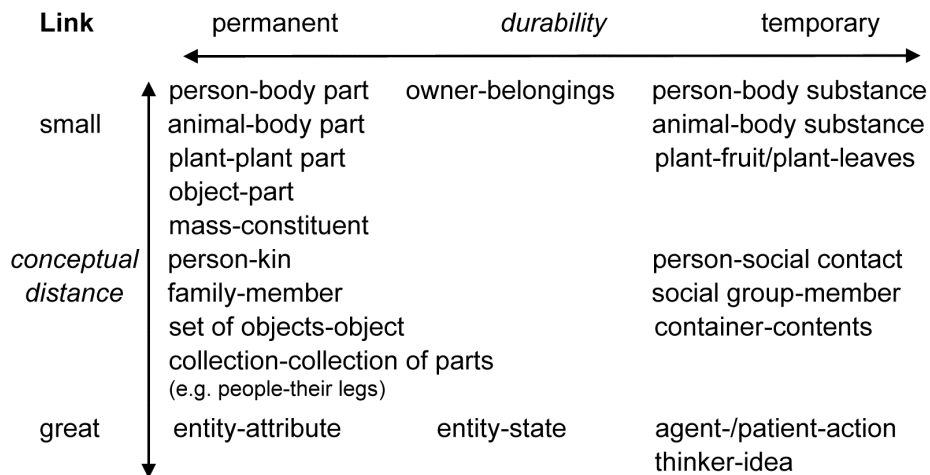 Link permanent durability temporary
person-body part owner-belongings person-body substance
small animal-body part animal-body substance
plant-plant part plant-fruit/plant-leaves
object-part
mass-constituent
conceptual person-kin person-social contact
distance family-member social group-member
set of objects-object container-contents
collection-collection of parts
(e.g. people-their legs)
great entity-attribute entity-state agent-/patient-action
thinker-idea